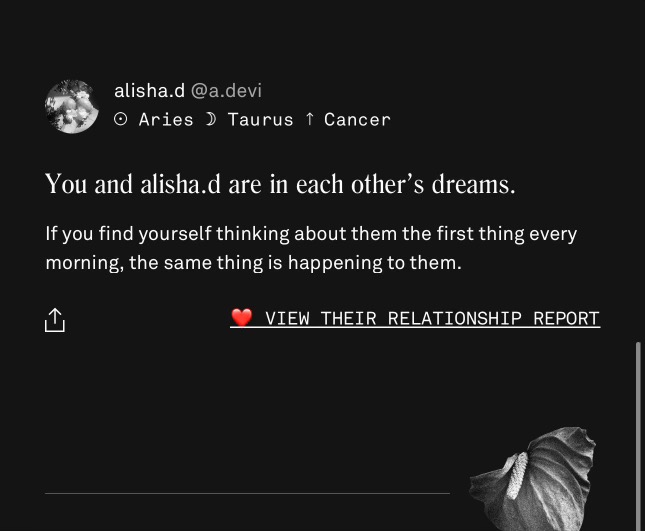 alisha.d @a.devi
☉ Aries ☽ Taurus ↑ Cancer
You and alisha.d are in each other’s dreams.
If you find yourself thinking about them the first thing every
morning, the same thing is happening to them.
❤️ VIEW THEIR RELATIONSHIP REPORT